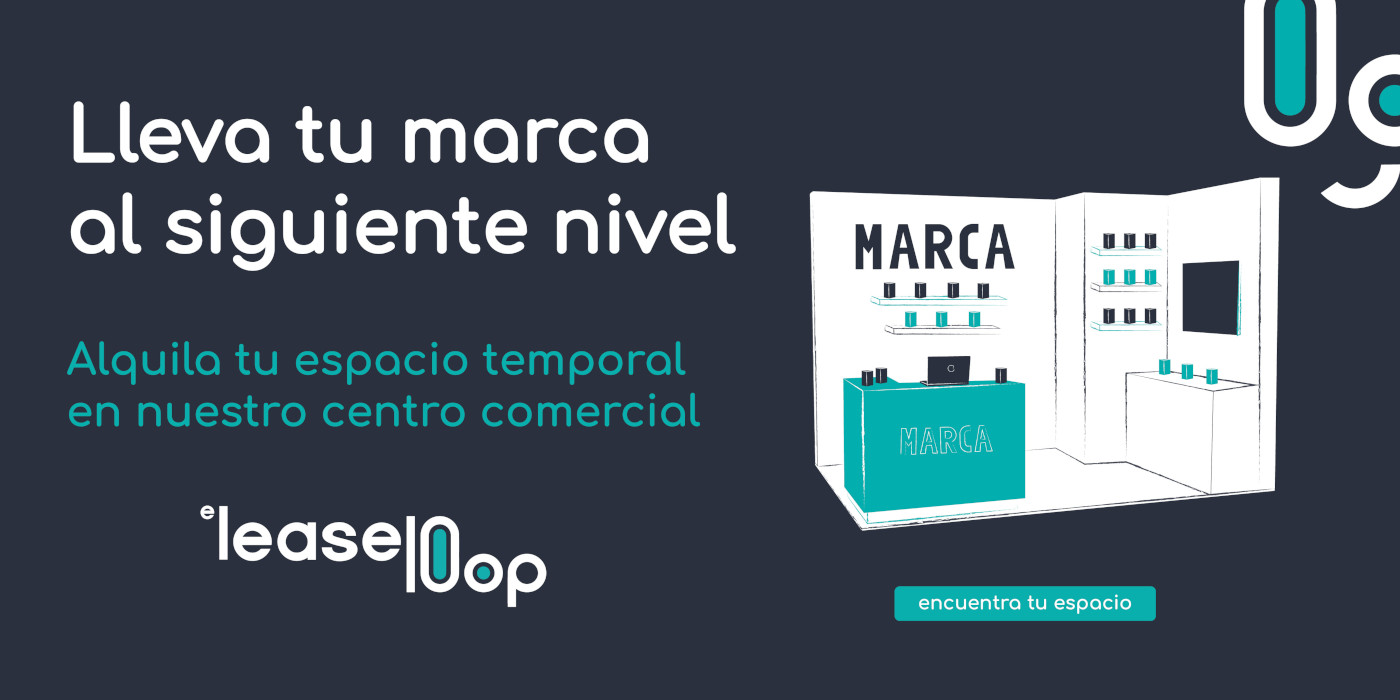 Lleva tu marca
al siguiente nivel
Alquila tu espacio temporal
en nuestro centro comercial
eleaseloop
MARCA
MARCA
encuentra tu espacio